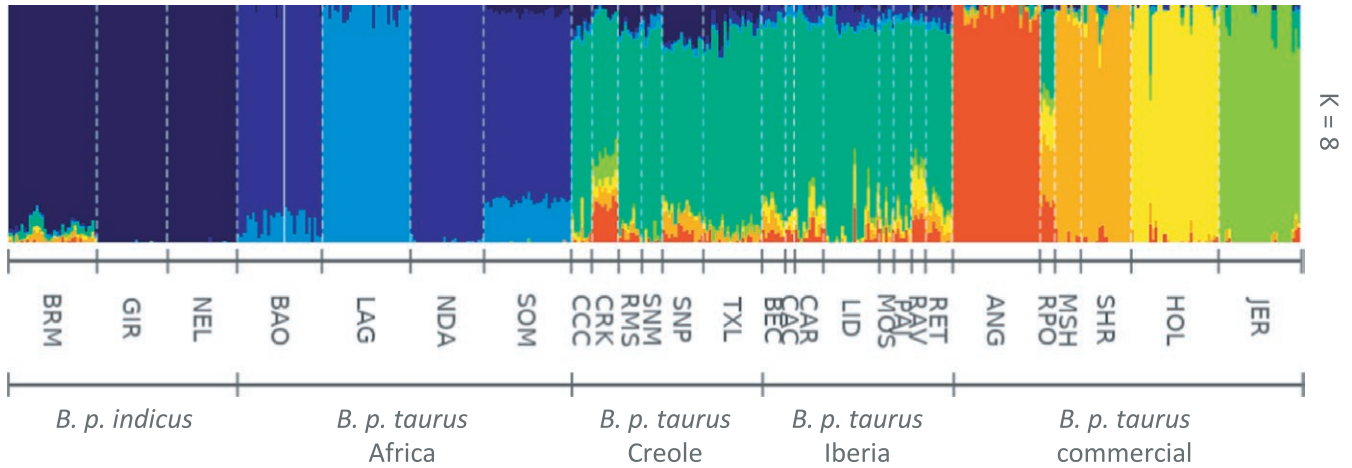 K = 8
BRM
GIR
NEL
BAO
LAG
NDA
SOM
CCC
CRK
RMS
SNM
SNP
TXL
BEC
CAC
CAR
LID
MOS
RAV
RET
ANG
RPO
MSH
SHR
HOL
JER
B. p. indicus
B. p. taurus
Africa
B. p. taurus
Creole
B. p. taurus
Iberia
B. p. taurus
commercial